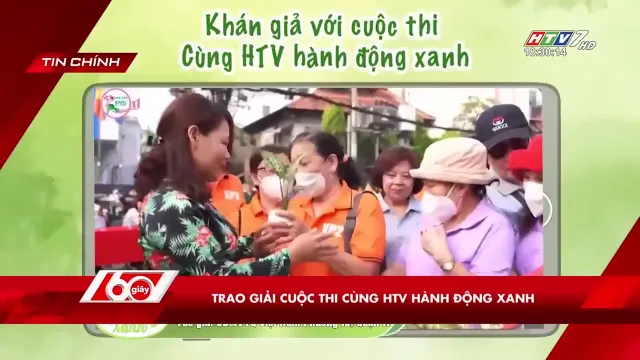 Khán giả với cuộc thi
Cùng HTV hành động xanh
HTV7 HD
18:30:14
TIN CHÍNH
GUCCI
60 giây
TRAO GIẢI CUỘC THI CÙNG HTV HÀNH ĐỘNG XANH